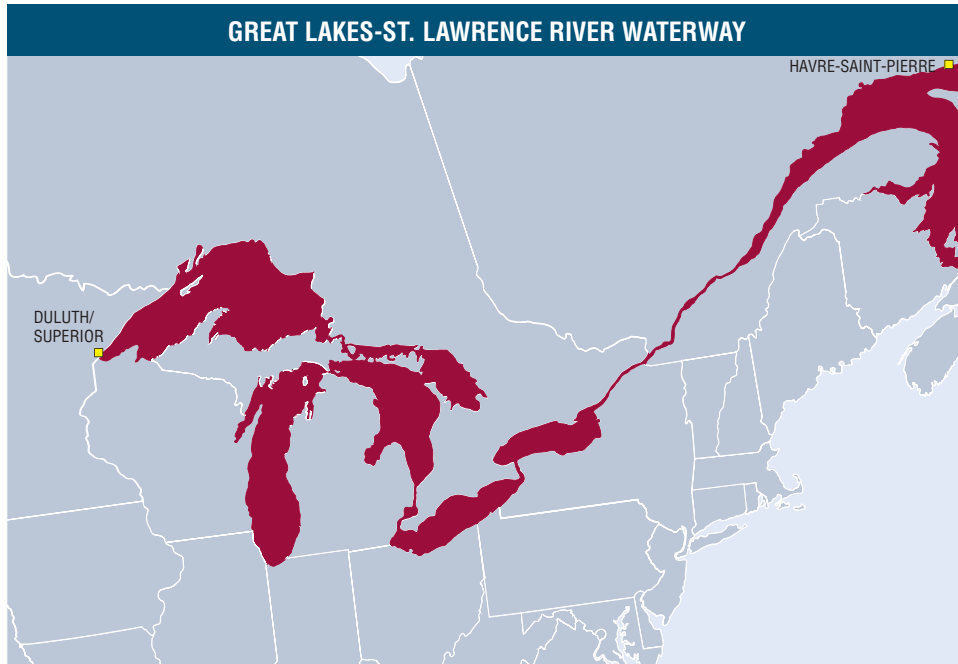 GREAT LAKES-ST. LAWRENCE RIVER WATERWAY
HAVRE-SAINT-PIERRE
DULUTH/
SUPERIOR